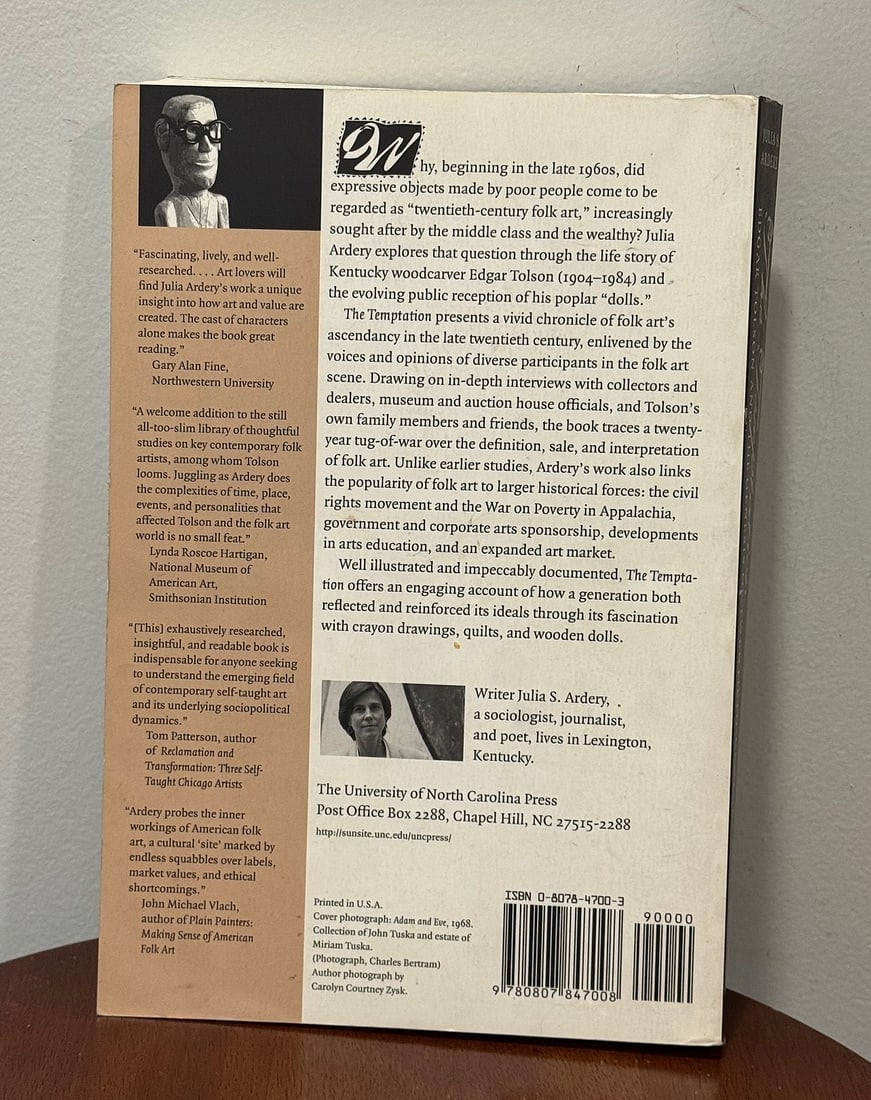 "Fascinating, lively, and well-
researched. . . . Art lovers will
find Julia Ardery's work a unique
insight into how art and value are
created. The cast of characters
alone makes the book great
reading."
Gary Alan Fine,
Northwestern University
"A welcome addition to the still
all-too-slim library of thoughtful
studies on key contemporary folk
artists, among whom Tolson
looms. Juggling as Ardery does
the complexities of time, place,
events, and personalities that
affected Tolson and the folk art
world is no small feat."
Lynda Roscoe Hartigan,
National Museum of
American Art,
Smithsonian Institution
"[This] exhaustively researched,
insightful, and readable book is
indispensable for anyone seeking
to understand the emerging field
of contemporary self-taught art
and its underlying sociopolitical
dynamics."
Tom Patterson, author
of Reclamation and
Transformation: Three Self-
Taught Chicago Artists
"Ardery probes the inner
workings of American folk
art, a cultural 'site' marked by
endless squabbles over labels,
market values, and ethical
shortcomings."
John Michael Vlach,
author of Plain Painters:
Making Sense of American
Folk Art
Why, beginning in the late 1960s, did
expressive objects made by poor people come to be
regarded as "twentieth-century folk art," increasingly
sought after by the middle class and the wealthy? Julia
Ardery explores that question through the life story of
Kentucky woodcarver Edgar Tolson (1904–1984) and
the evolving public reception of his poplar "dolls."
The Temptation presents a vivid chronicle of folk art's
ascendancy in the late twentieth century, enlivened by the
voices and opinions of diverse participants in the folk art
scene. Drawing on in-depth interviews with collectors and
dealers, museum and auction house officials, and Tolson's
own family members and friends, the book traces a twenty-
year tug-of-war over the definition, sale, and interpretation
of folk art. Unlike earlier studies, Ardery's work also links
the popularity of folk art to larger historical forces: the civil
rights movement and the War on Poverty in Appalachia,
government and corporate arts sponsorship, developments
in arts education, and an expanded art market.
Well illustrated and impeccably documented, The Tempta-
tion offers an engaging account of how a generation both
reflected and reinforced its ideals through its fascination
with crayon drawings, quilts, and wooden dolls.
Writer Julia S. Ardery,
a sociologist, journalist,
and poet, lives in Lexington,
Kentucky.
The University of North Carolina Press
Post Office Box 2288, Chapel Hill, NC 27515-2288
http://sunsite.unc.edu/uncpress/
Printed in U.S.A.
Cover photograph: Adam and Eve, 1968.
Collection of John Tuska and estate of
Miriam Tuska.
(Photograph, Charles Bertram)
Author photograph by
Carolyn Courtney Zysk.
ISBN 0-8078-4700-3
90000
9 780807 847008
JULIA S.
ARDERY